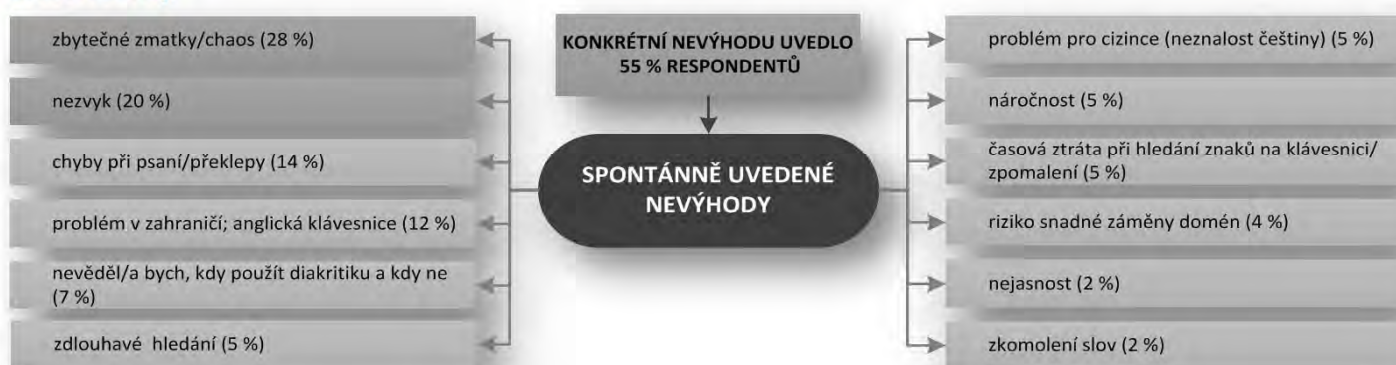 KONKRÉTNÍ NEVÝHODU UVEDLO
55 % RESPONDENTŮ
SPONTÁNNĚ UVEDENÉ
NEVÝHODY
zbytečné zmatky/chaos (28 %)
nezvyk (20 %)
chyby při psaní/překlepy (14 %)
problém v zahraničí; anglická klávesnice (12 %)
nevěděl/a bych, kdy použít diakritiku a kdy ne
(7 %)
zdlouhavé hledání (5 %)
problém pro cizince (neznalost češtiny) (5 %)
náročnost (5 %)
časová ztráta při hledání znaků na klávesnici/
zpomalení (5 %)
riziko snadné záměny domén (4 %)
nejasnost (2 %)
zkomolení slov (2 %)